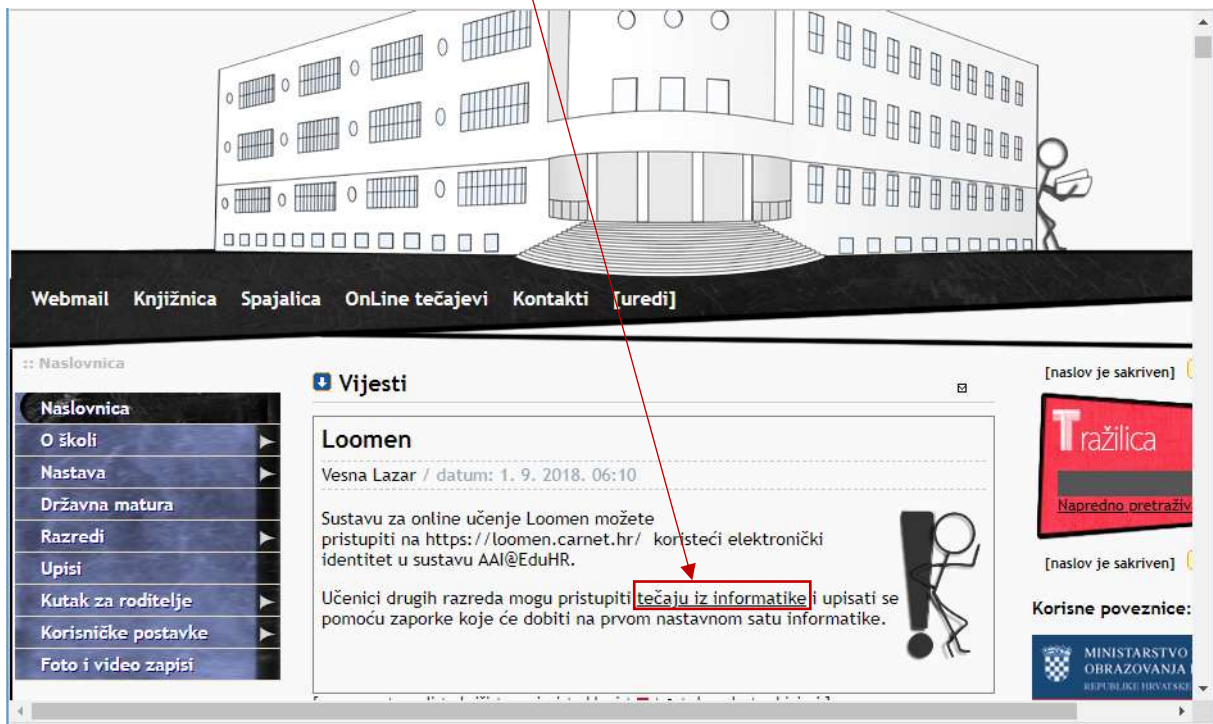 Webmail Knjižnica Spajalica OnLine tečajevi Kontakti [uredi]
:: Naslovnica
Naslovnica
O školi
Nastava
Državna matura
Razredi
Upisi
Kutak za roditelje
Korisničke postavke
Foto i video zapisi
Vijesti
Loomen
Vesna Lazar / datum: 1. 9. 2018. 06:10
Sustavu za online učenje Loomen možete
pristupiti na https://loomen.carnet.hr/ koristeći elektronički
identitet u sustavu AAI@EduHR.
Učenici drugih razreda mogu pristupiti tečaju iz informatike i upisati se
pomoću zaporke koje će dobiti na prvom nastavnom satu informatike.
[naslov je sakriven]
Tražilica
Napredno pretraživ
[naslov je sakriven]
Korisne poveznice:
MINISTARSTVO
OBRAZOVANJA
REPUBLIKE HRVATSKE